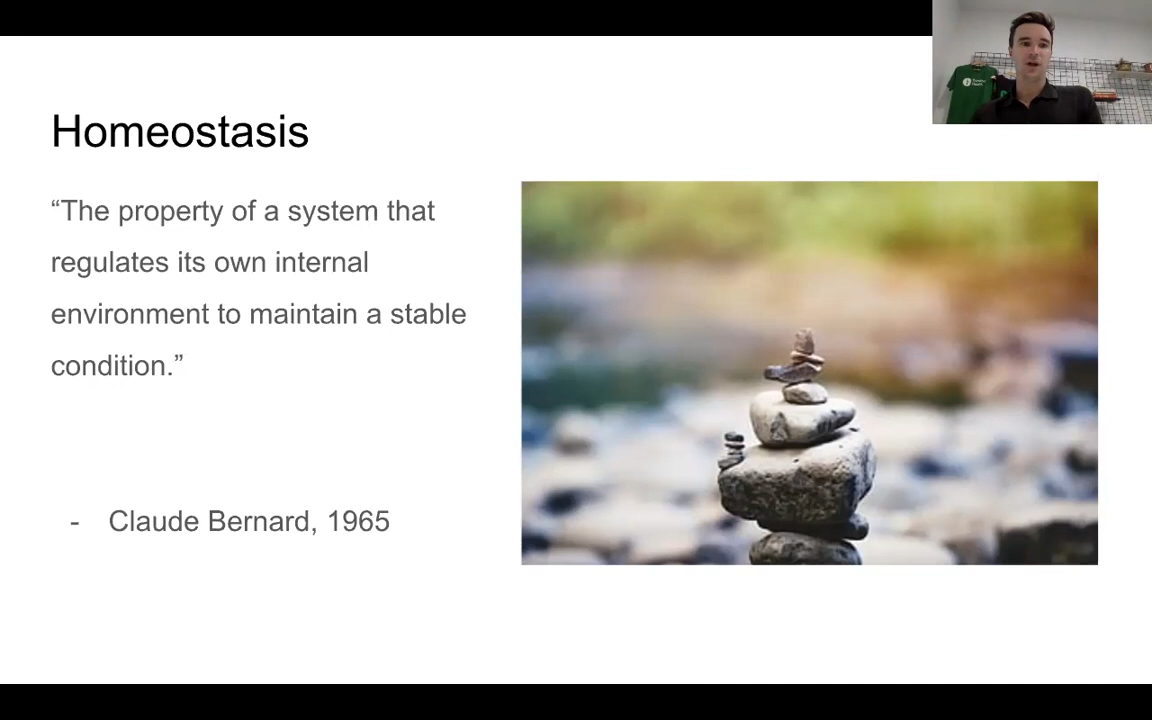 Homeostasis
“The property of a system that
regulates its own internal
environment to maintain a stable
condition.”
- Claude Bernard, 1965